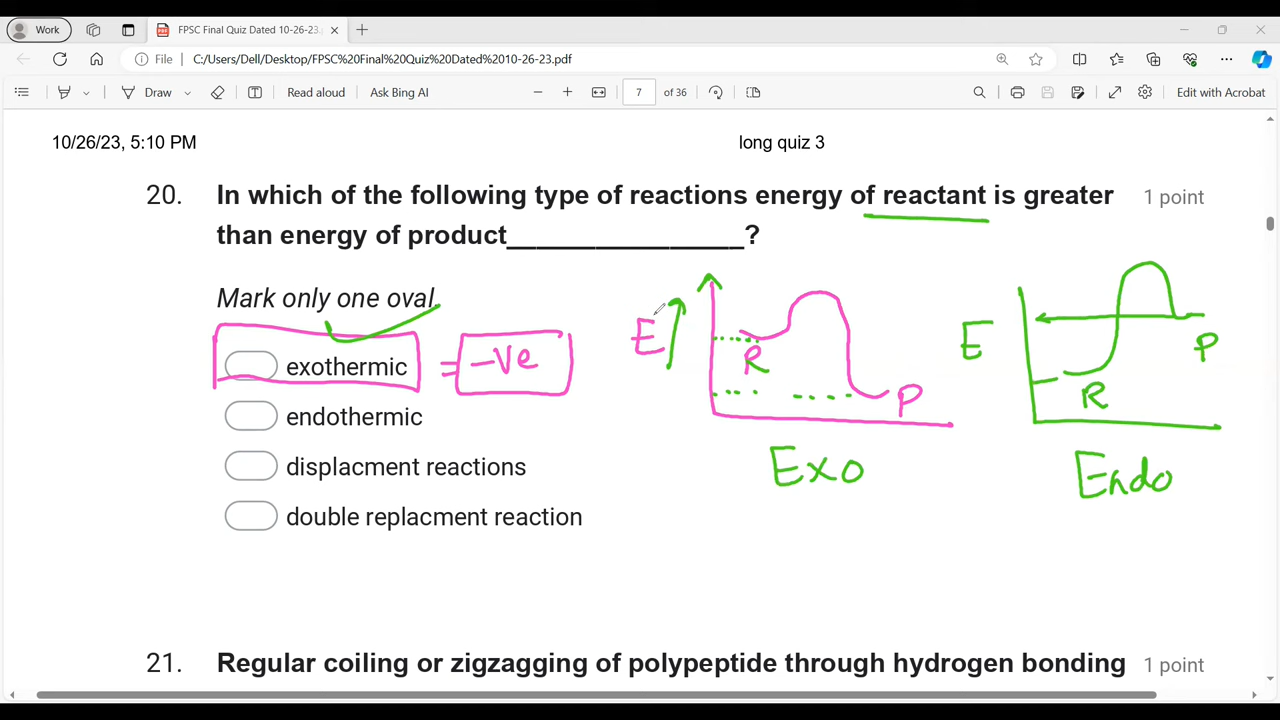 Work
FPSC Final Quiz Dated 10-26-23.
File C:/Users/Dell/Desktop/FPSC%20Final%20Quiz%20Dated%2010-26-23.pdf
Draw Read aloud Ask Bing AI 7 of 36 Edit with Acrobat
10/26/23, 5:10 PM long quiz 3
20. In which of the following type of reactions energy of reactant is greater 1 point
than energy of product_________________?
Mark only one oval.
exothermic = -ve
endothermic
displacment reactions
double replacment reaction
E R P
Exo
E R P
Endo
21. Regular coiling or zigzagging of polypeptide through hydrogen bonding 1 point